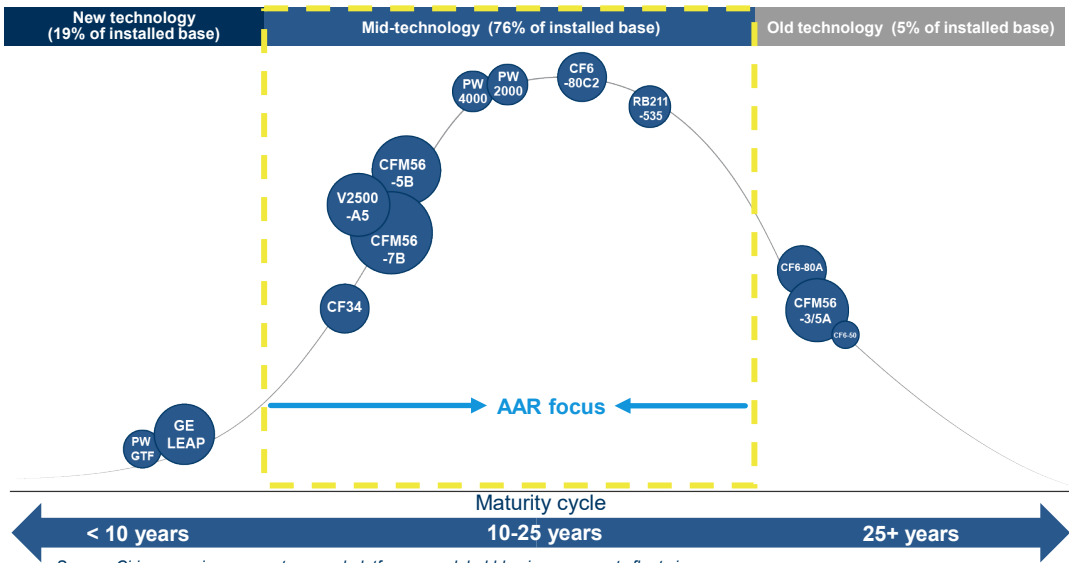 New technology
(19% of installed base)
Mid-technology (76% of installed base)
Old technology (5% of installed base)
PW
4000
PW
2000
CF6
-80C2
RB211
-535
CFM56
-5B
V2500
-A5
CFM56
-7B
CF34
CF6-80A
CFM56
-3/5A
CF6-50
GE
LEAP
PW
GTF
AAR focus
Maturity cycle
< 10 years
10-25 years
25+ years